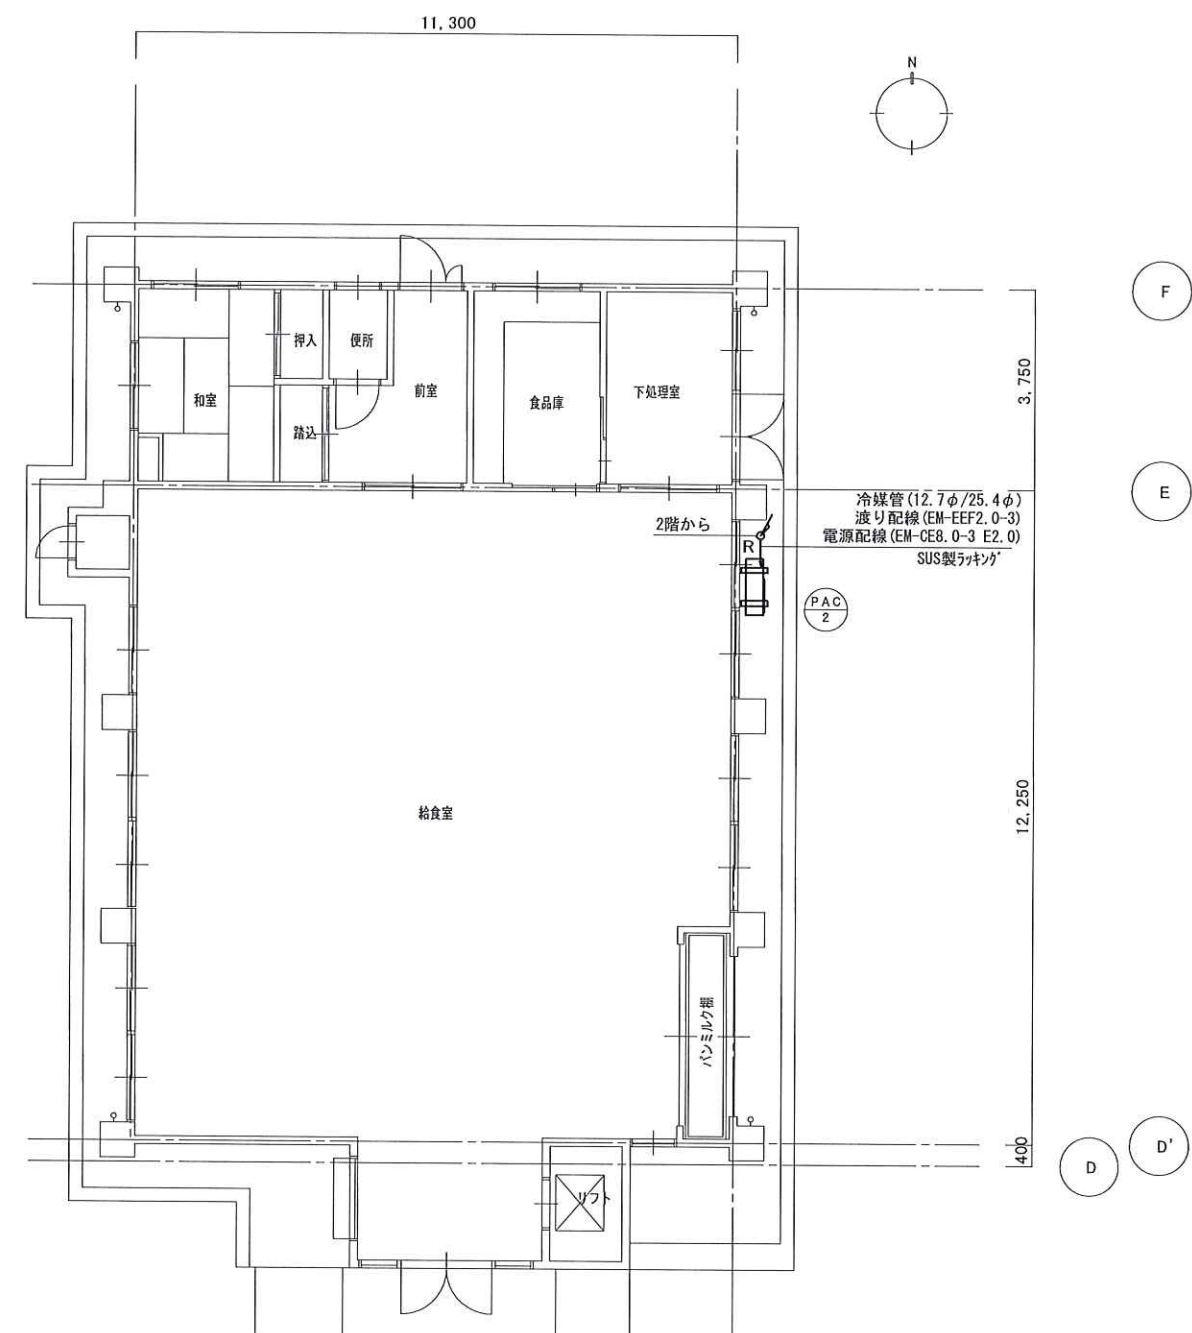 11,300
N
F
押入
便所
前室
和室
食品庫
下処理室
3,750
踏込
E
冷媒管(12.7φ/25.4φ)
渡り配線(EM-EEF2.0-3)
電源配線(EM-CE8.0-3 E2.0)
SUS製ラッキング
2階から
R
PAC
2
給食室
12,250
パンミルク棚
400
D
D'
リフト